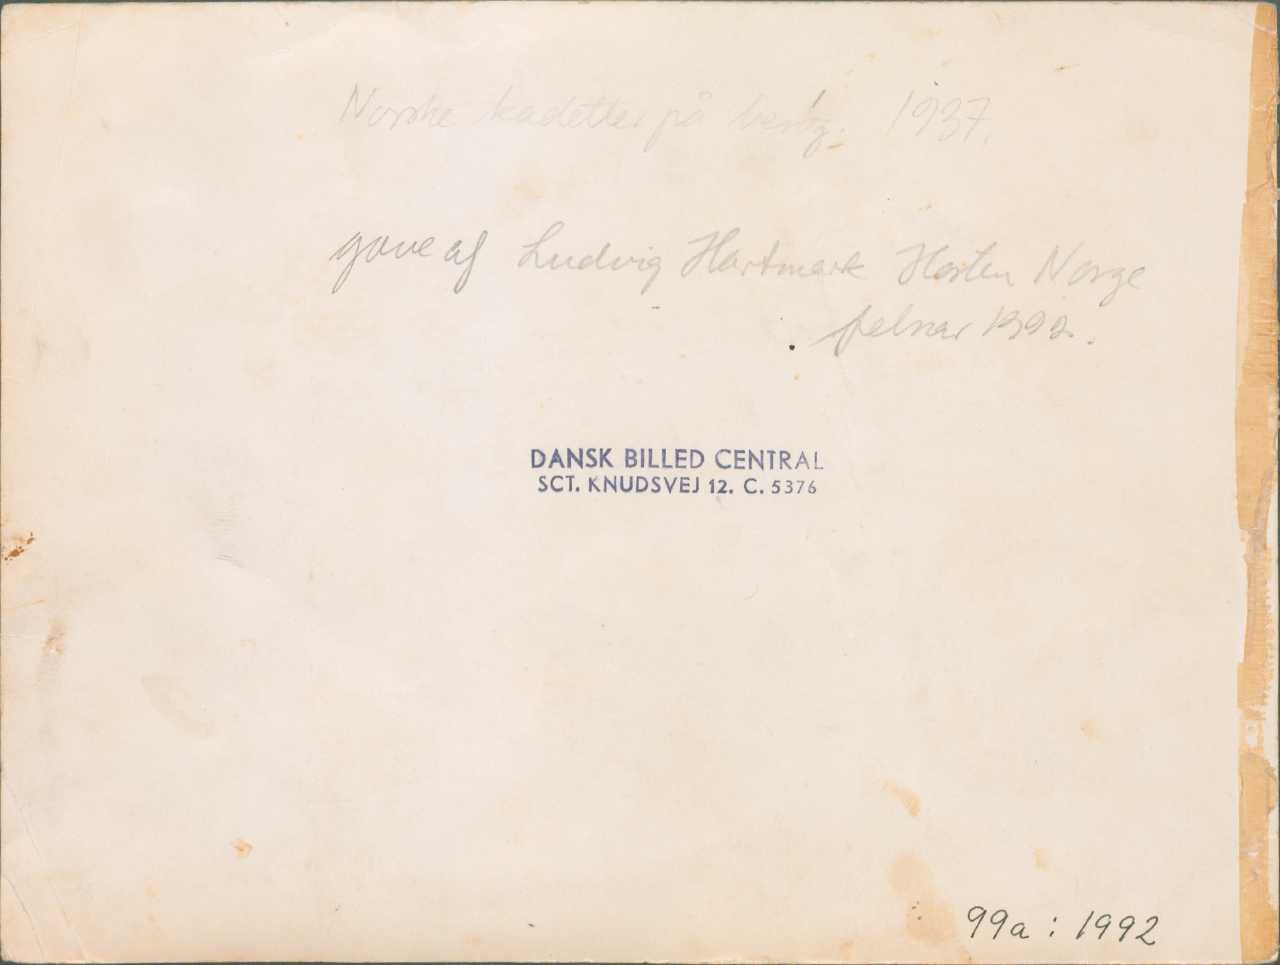 Norske kadetter på besøg. 1937.
gave af Ludvig Hartmark Horten Norge
februar 1992.
DANSK BILLED CENTRAL
SCT. KNUDSVEJ 12. C. 5376
99a : 1992